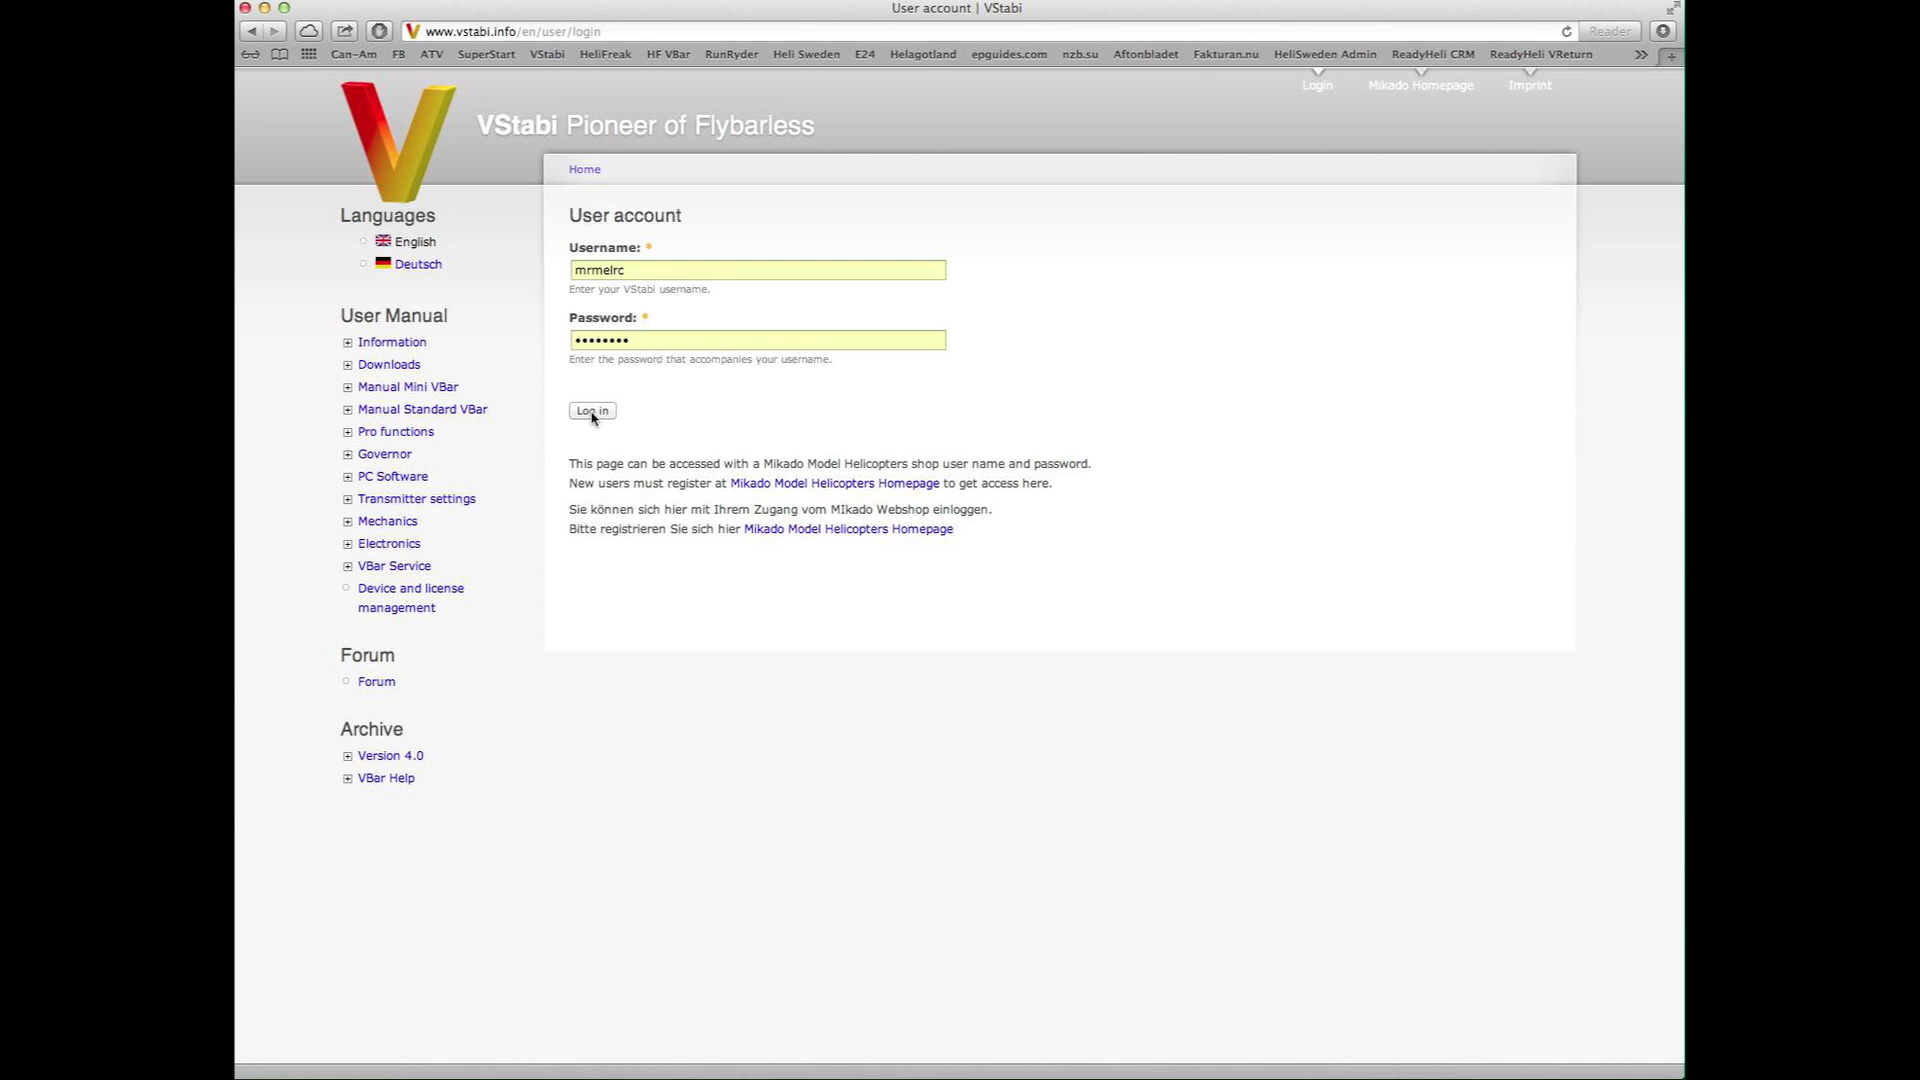 User account | VStabi
www.vstabi.info/en/user/login
Reader
Can-Am FB ATV SuperStart VStabi HeliFreak HF VBar RunRyder Heli Sweden E24 Helagotland epguides.com nzb.su Aftonbladet Fakturan.nu HeliSweden Admin ReadyHeli CRM ReadyHeli VReturn
Login Mikado Homepage Imprint
VStabi Pioneer of Flybarless
Home
Languages
English
Deutsch
User Manual
Information
Downloads
Manual Mini VBar
Manual Standard VBar
Pro functions
Governor
PC Software
Transmitter settings
Mechanics
Electronics
VBar Service
Device and license
management
Forum
Forum
Archive
Version 4.0
VBar Help
User account
Username: *
mrmelrc
Enter your VStabi username.
Password: *
••••••••
Enter the password that accompanies your username.
Log in
This page can be accessed with a Mikado Model Helicopters shop user name and password.
New users must register at Mikado Model Helicopters Homepage to get access here.
Sie können sich hier mit Ihrem Zugang vom MIkado Webshop einloggen.
Bitte registrieren Sie sich hier Mikado Model Helicopters Homepage